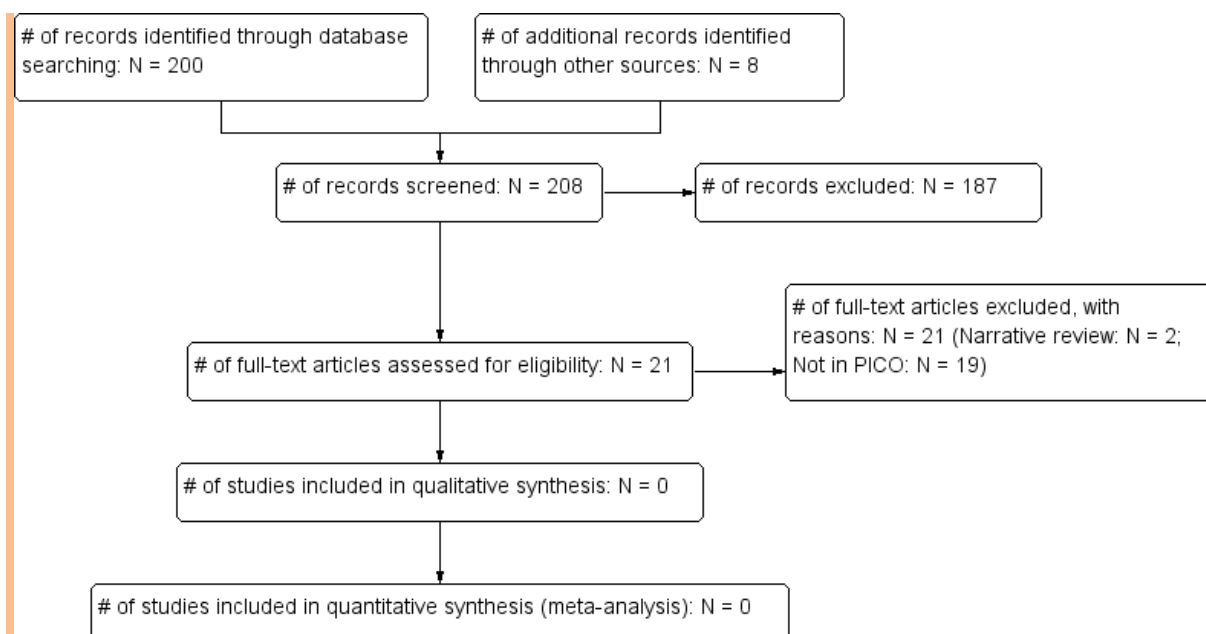 # of records identified through database
searching: N = 200
# of additional records identified
through other sources: N = 8
# of records screened: N = 208
# of records excluded: N = 187
# of full-text articles excluded, with
reasons: N = 21 (Narrative review: N = 2;
Not in PICO: N = 19)
# of full-text articles assessed for eligibility: N = 21
# of studies included in qualitative synthesis: N = 0
# of studies included in quantitative synthesis (meta-analysis): N = 0